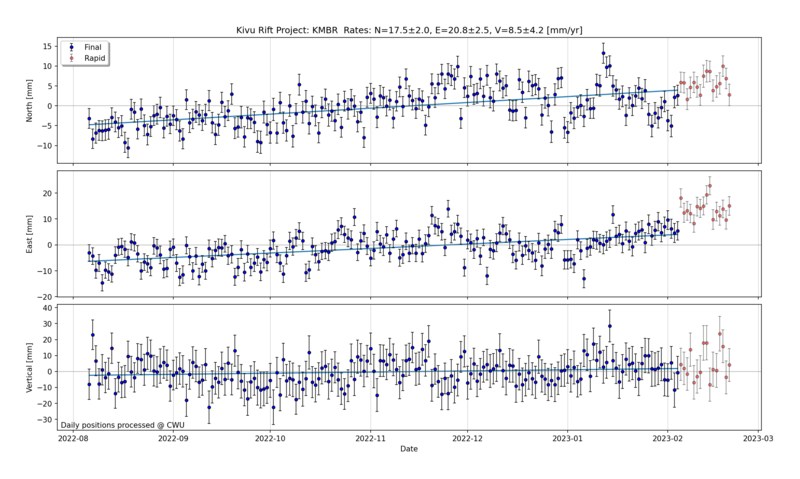 Kivu Rift Project: KMBR Rates: N=17.5±2.0, E=20.8±2.5, V=8.5±4.2 [mm/yr]
Final
Rapid
North [mm]
15
10
5
0
−5
−10
East [mm]
20
10
0
−10
−20
Vertical [mm]
40
30
20
10
0
−10
−20
−30
Daily positions processed @ CWU
2022-08 2022-09 2022-10 2022-11 2022-12 2023-01 2023-02 2023-03
Date